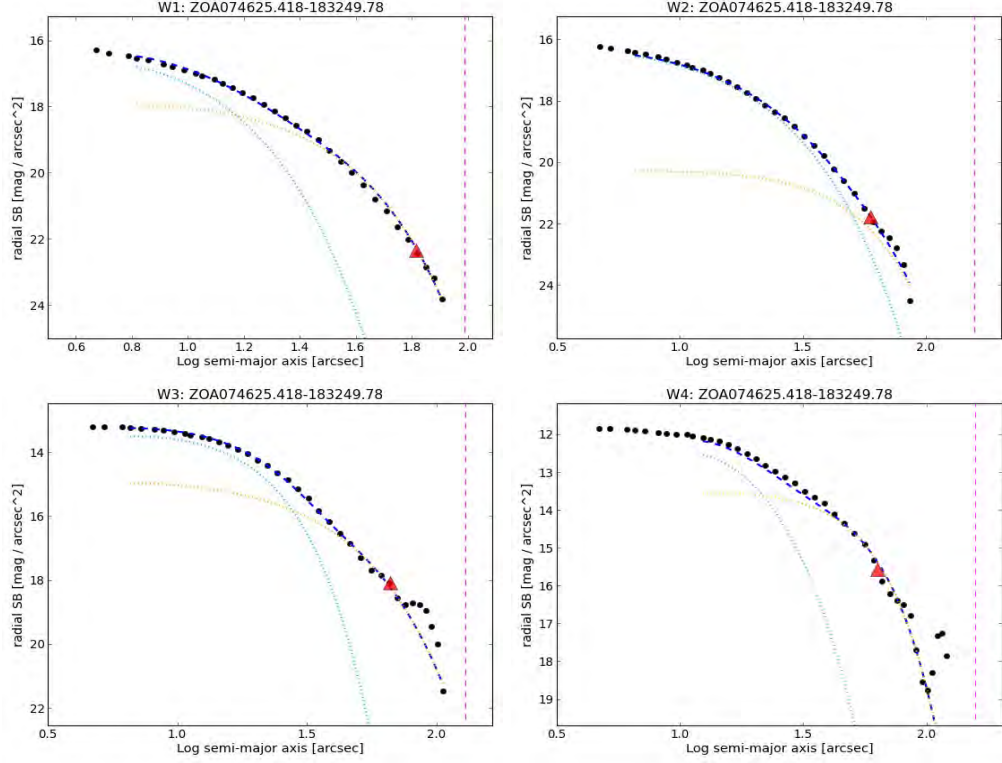 W1: ZOA074625.418-183249.78
16
18
20
22
24
radial SB [mag / arcsec^2]
0.6 0.8 1.0 1.2 1.4 1.6 1.8 2.0
Log semi-major axis [arcsec]
W2: ZOA074625.418-183249.78
16
18
20
22
24
radial SB [mag / arcsec^2]
0.5 1.0 1.5 2.0
Log semi-major axis [arcsec]
W3: ZOA074625.418-183249.78
14
16
18
20
22
radial SB [mag / arcsec^2]
0.5 1.0 1.5 2.0
Log semi-major axis [arcsec]
W4: ZOA074625.418-183249.78
12
13
14
15
16
17
18
19
radial SB [mag / arcsec^2]
0.5 1.0 1.5 2.0
Log semi-major axis [arcsec]